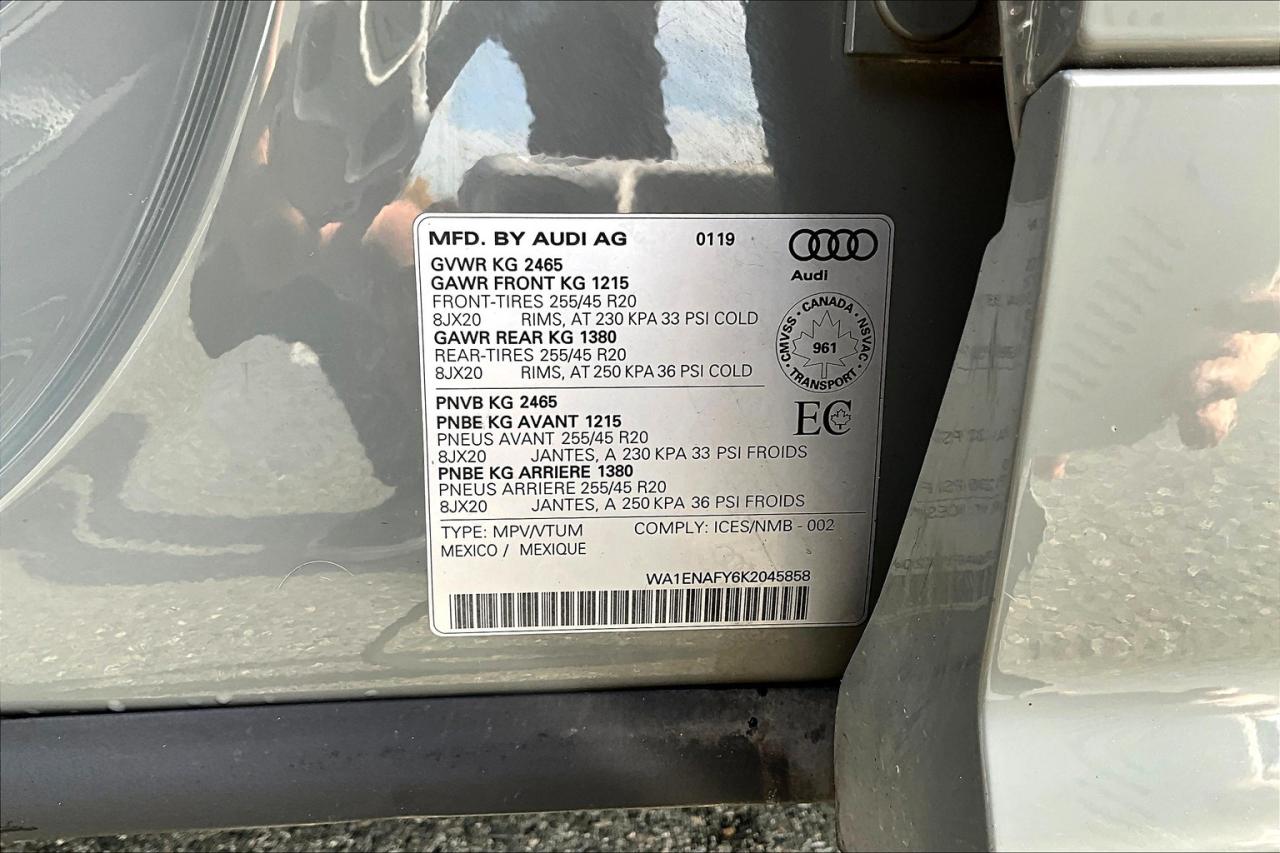 MFD. BY AUDI AG 0119
Audi
GVWR KG 2465
GAWR FRONT KG 1215
FRONT-TIRES 255/45 R20
8JX20 RIMS, AT 230 KPA 33 PSI COLD
GAWR REAR KG 1380
REAR-TIRES 255/45 R20
8JX20 RIMS, AT 250 KPA 36 PSI COLD
CANADA
CMVSS 961 NSVAC
TRANSPORT
EC
PNVB KG 2465
PNBE KG AVANT 1215
PNEUS AVANT 255/45 R20
8JX20 JANTES, A 230 KPA 33 PSI FROIDS
PNBE KG ARRIERE 1380
PNEUS ARRIERE 255/45 R20
8JX20 JANTES, A 250 KPA 36 PSI FROIDS
TYPE: MPV/VTUM COMPLY: ICES/NMB - 002
MEXICO / MEXIQUE
WA1ENAFY6K2045858